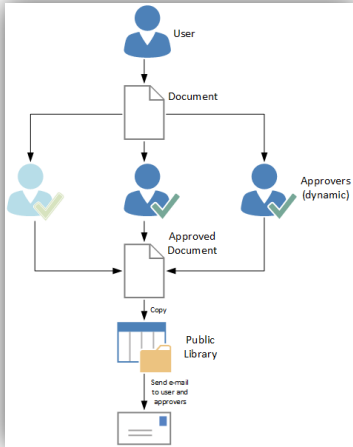 User
Document
Approvers
(dynamic)
Approved
Document
Copy
Public
Library
Send e-mail
to user and
approvers